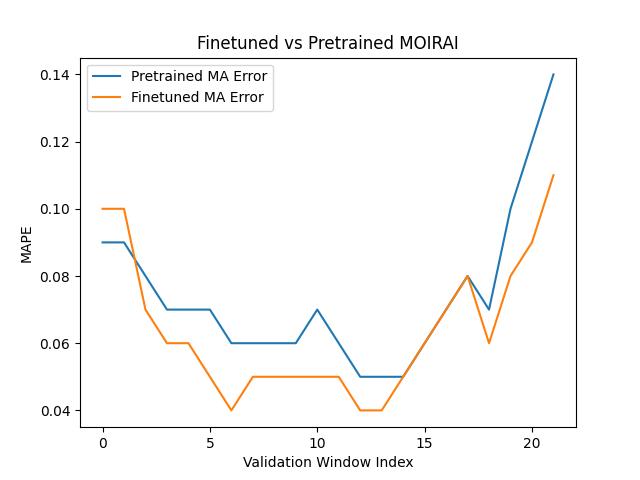 Finetuned vs Pretrained MOIRAI
Pretrained MA Error
Finetuned MA Error
0.14
0.12
0.10
0.08
0.06
0.04
MAPE
0 5 10 15 20
Validation Window Index